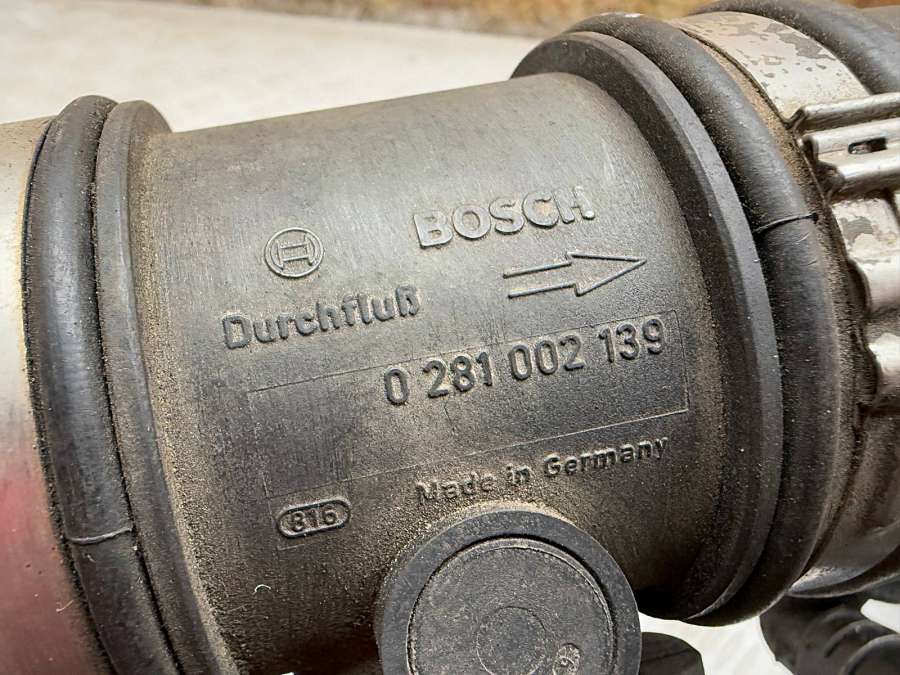 BOSCH
Durchfluß
0 281 002 139
Made in Germany
816